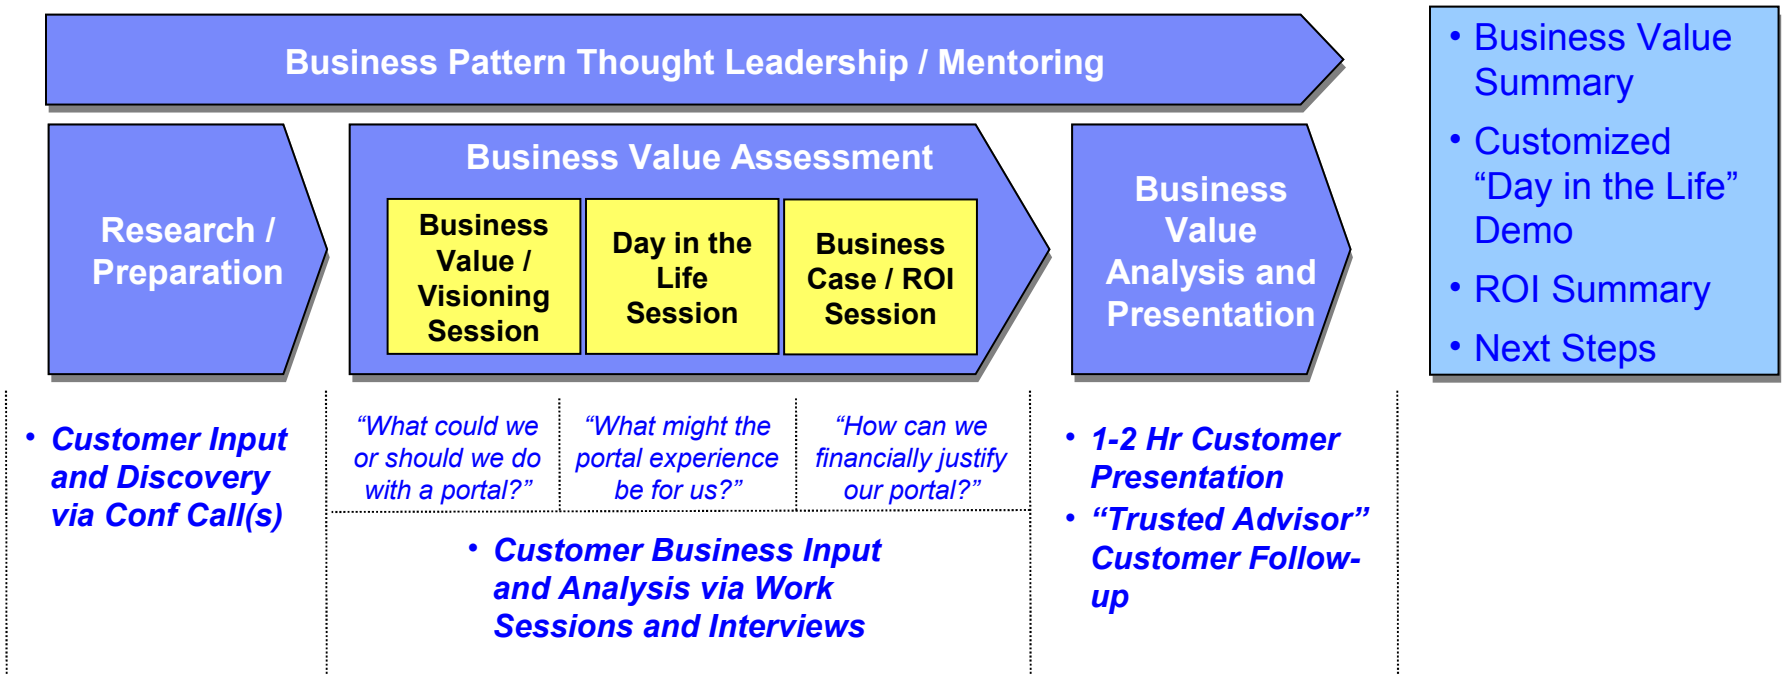 Business Pattern Thought Leadership / Mentoring
Research /
Preparation
Business Value Assessment
Business
Value /
Visioning
Session
Day in the
Life
Session
Business
Case / ROI
Session
Business
Value
Analysis and
Presentation
• Business Value
Summary
• Customized
“Day in the Life”
Demo
• ROI Summary
• Next Steps
• Customer Input
and Discovery
via Conf Call(s)
“What could we
or should we do
with a portal?”
“What might the
portal experience
be for us?”
“How can we
financially justify
our portal?”
• Customer Business Input
and Analysis via Work
Sessions and Interviews
• 1-2 Hr Customer
Presentation
• “Trusted Advisor”
Customer Follow-
up